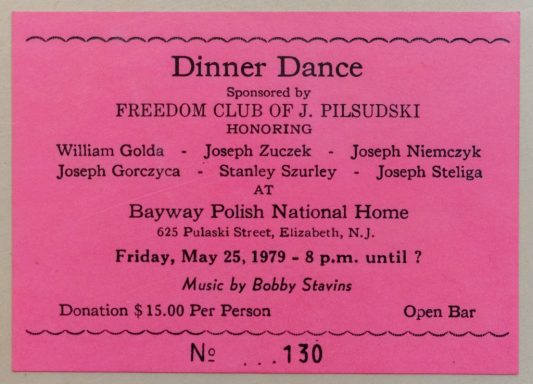 Dinner Dance
Sponsored by
FREEDOM CLUB OF J. PILSUDSKI
HONORING
William Golda - Joseph Zuczek - Joseph Niemczyk
Joseph Gorczyca - Stanley Szurley - Joseph Steliga
AT
Bayway Polish National Home
625 Pulaski Street, Elizabeth, N.J.
Friday, May 25, 1979 - 8 p.m. until ?
Music by Bobby Stavins
Donation $15.00 Per Person Open Bar
Nº ...130